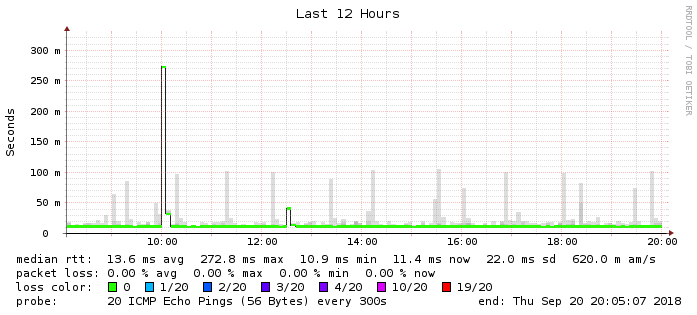 Last 12 Hours
RRDTOOL / TOBI OETIKER
Seconds
300 m
250 m
200 m
150 m
100 m
50 m
0
10:00 12:00 14:00 16:00 18:00 20:00
median rtt: 13.6 ms avg 272.8 ms max 10.9 ms min 11.4 ms now 22.0 ms sd 620.0 m am/s
packet loss: 0.00 % avg 0.00 % max 0.00 % min 0.00 % now
loss color: 0 1/20 2/20 3/20 4/20 10/20 19/20
probe: 20 ICMP Echo Pings (56 Bytes) every 300s end: Thu Sep 20 20:05:07 2018